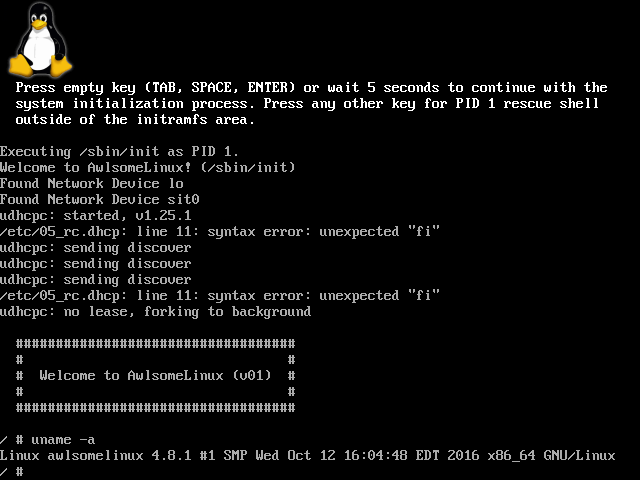 Press empty key (TAB, SPACE, ENTER) or wait 5 seconds to continue with the
system initialization process. Press any other key for PID 1 rescue shell
outside of the initramfs area.
Executing /sbin/init as PID 1.
Welcome to AwlsomeLinux! (/sbin/init)
Found Network Device lo
Found Network Device sit0
udhcpc: started, v1.25.1
/etc/05_rc.dhcp: line 11: syntax error: unexpected "fi"
udhcpc: sending discover
udhcpc: sending discover
udhcpc: sending discover
/etc/05_rc.dhcp: line 11: syntax error: unexpected "fi"
udhcpc: no lease, forking to background
###################################
#                                 #
#  Welcome to AwlsomeLinux (v01)  #
#                                 #
###################################
/ # uname -a
Linux awlsomelinux 4.8.1 #1 SMP Wed Oct 12 16:04:48 EDT 2016 x86_64 GNU/Linux
/ #